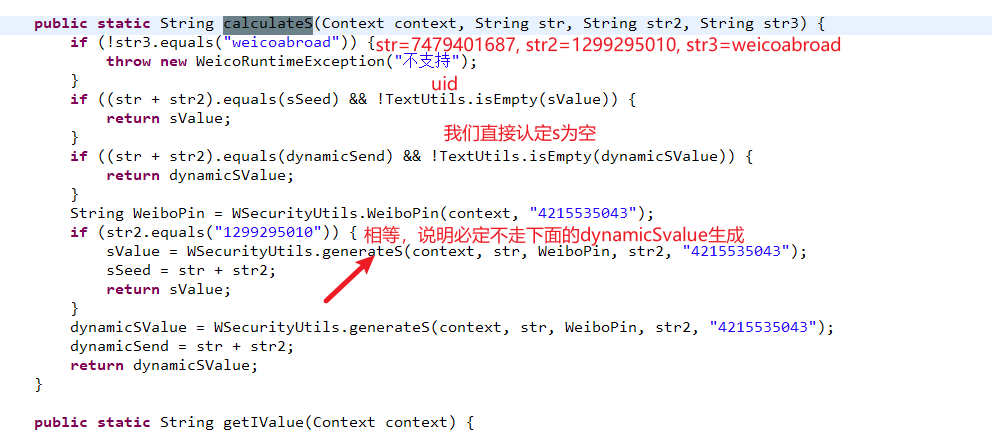 public static String calculateS(Context context, String str, String str2, String str3) {
if (!str3.equals("weicoabroad")) {str=7479401687, str2=1299295010, str3=weicoabroad
throw new WeicoRuntimeException("不支持");
}
uid
if ((str + str2).equals(sSeed) && !TextUtils.isEmpty(sValue)) {
return sValue;
}
我们直接认定s为空
if ((str + str2).equals(dynamicSend) && !TextUtils.isEmpty(dynamicSValue)) {
return dynamicSValue;
}
String WeiboPin = WSecurityUtils.WeiboPin(context, "4215535043");
if (str2.equals("1299295010")) { 相等，说明必定不走下面的dynamicSvalue生成
sValue = WSecurityUtils.generateS(context, str, WeiboPin, str2, "4215535043");
sSeed = str + str2;
return sValue;
}
dynamicSValue = WSecurityUtils.generateS(context, str, WeiboPin, str2, "4215535043");
dynamicSend = str + str2;
return dynamicSValue;
}
public static String getIValue(Context context) {